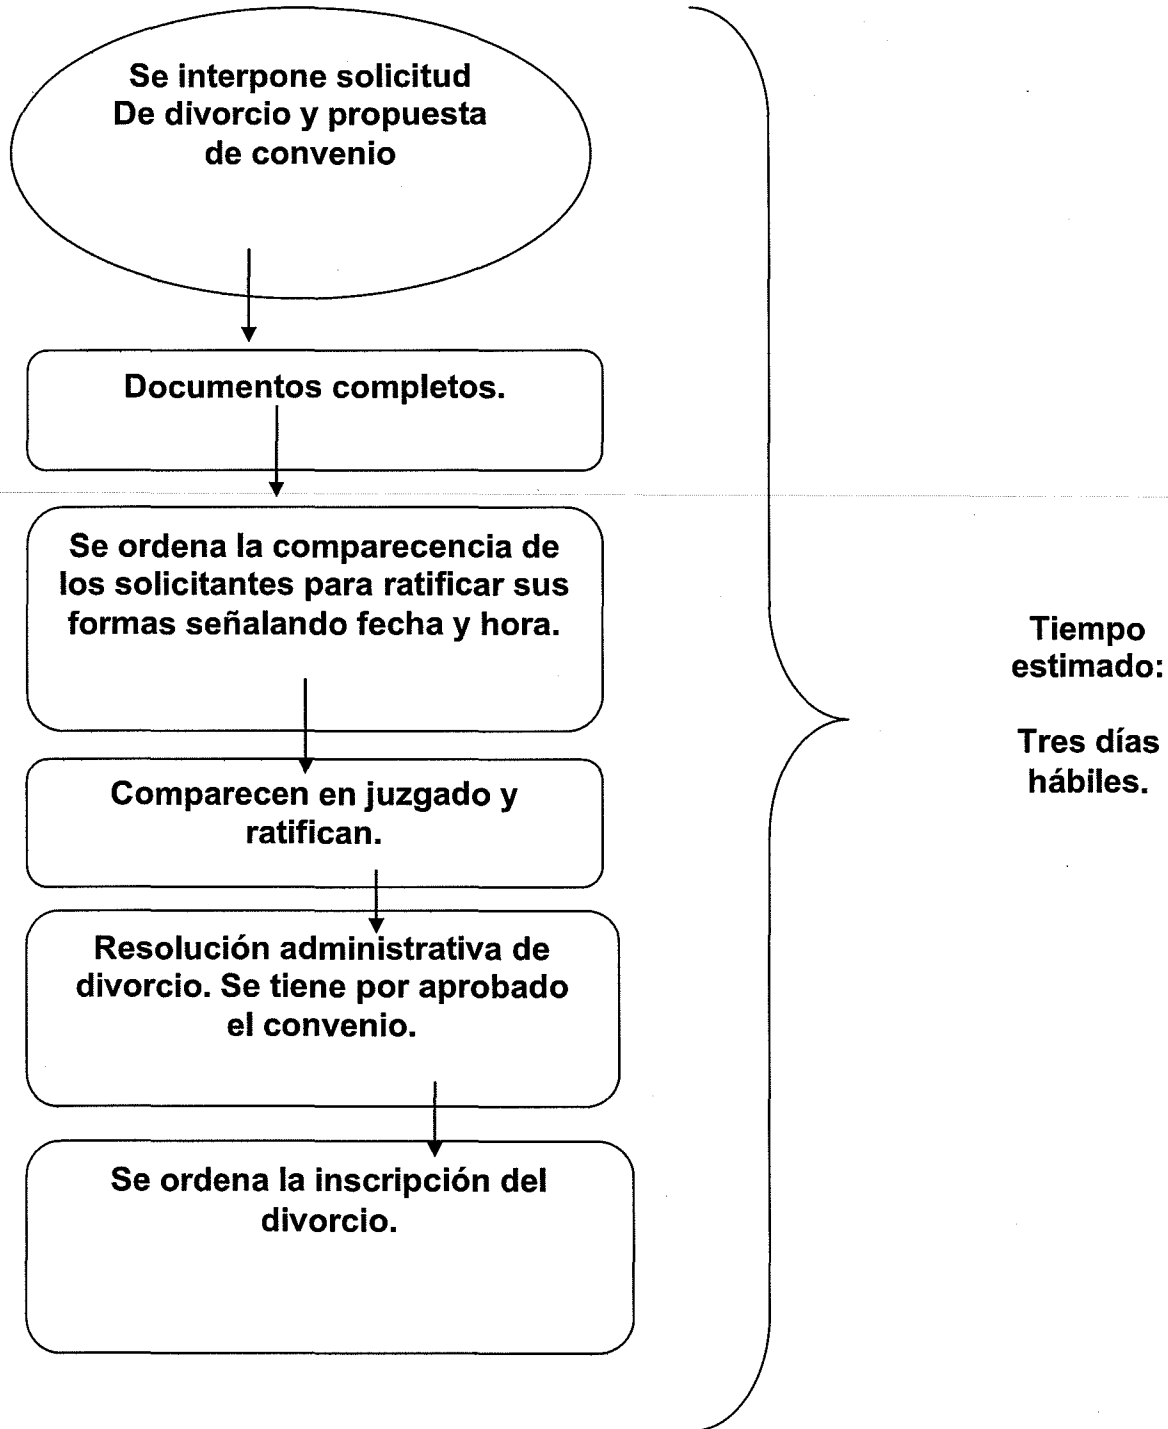 Se interpone solicitud
De divorcio y propuesta
de convenio
Documentos completos.
Se ordena la comparecencia de
los solicitantes para ratificar sus
formas señalando fecha y hora.
Comparecen en juzgado y
ratifican.
Resolución administrativa de
divorcio. Se tiene por aprobado
el convenio.
Se ordena la inscripción del
divorcio.
Tiempo
estimado:
Tres días
hábiles.